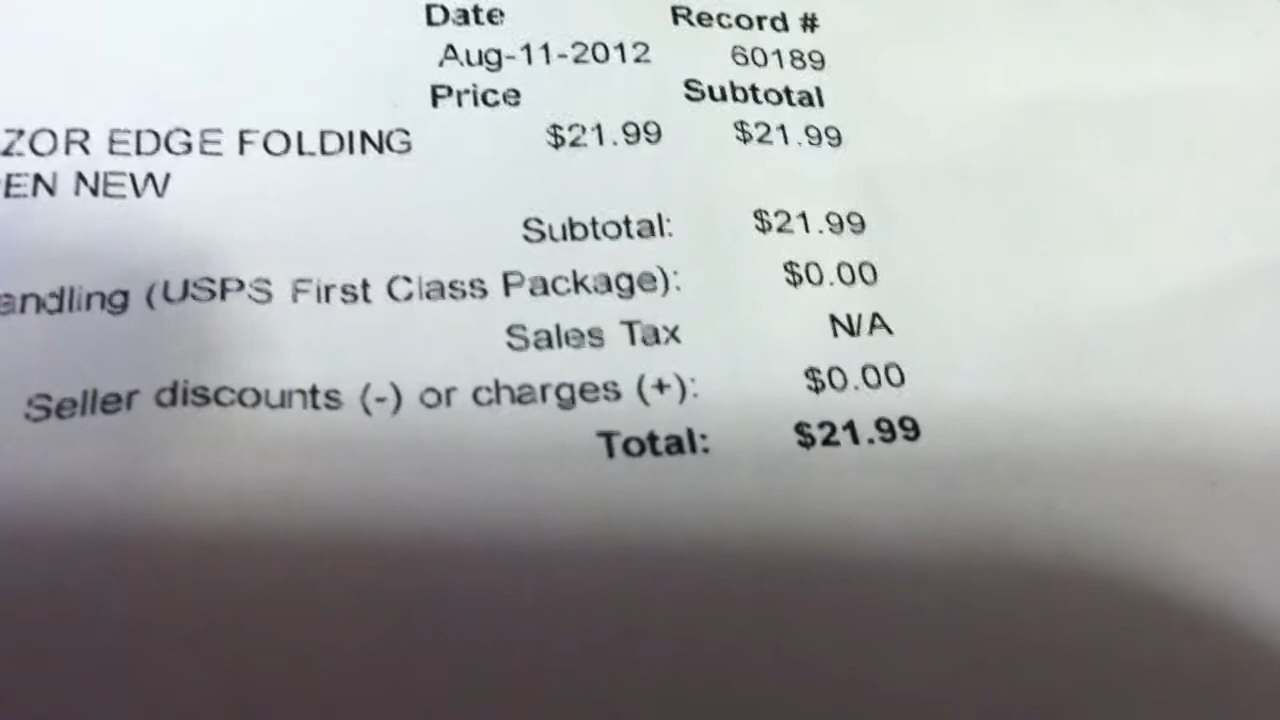 Date Record #
Aug-11-2012 60189
Price Subtotal
ZOR EDGE FOLDING $21.99 $21.99
EN NEW
Subtotal: $21.99
andling (USPS First Class Package): $0.00
Sales Tax N/A
Seller discounts (-) or charges (+): $0.00
Total: $21.99